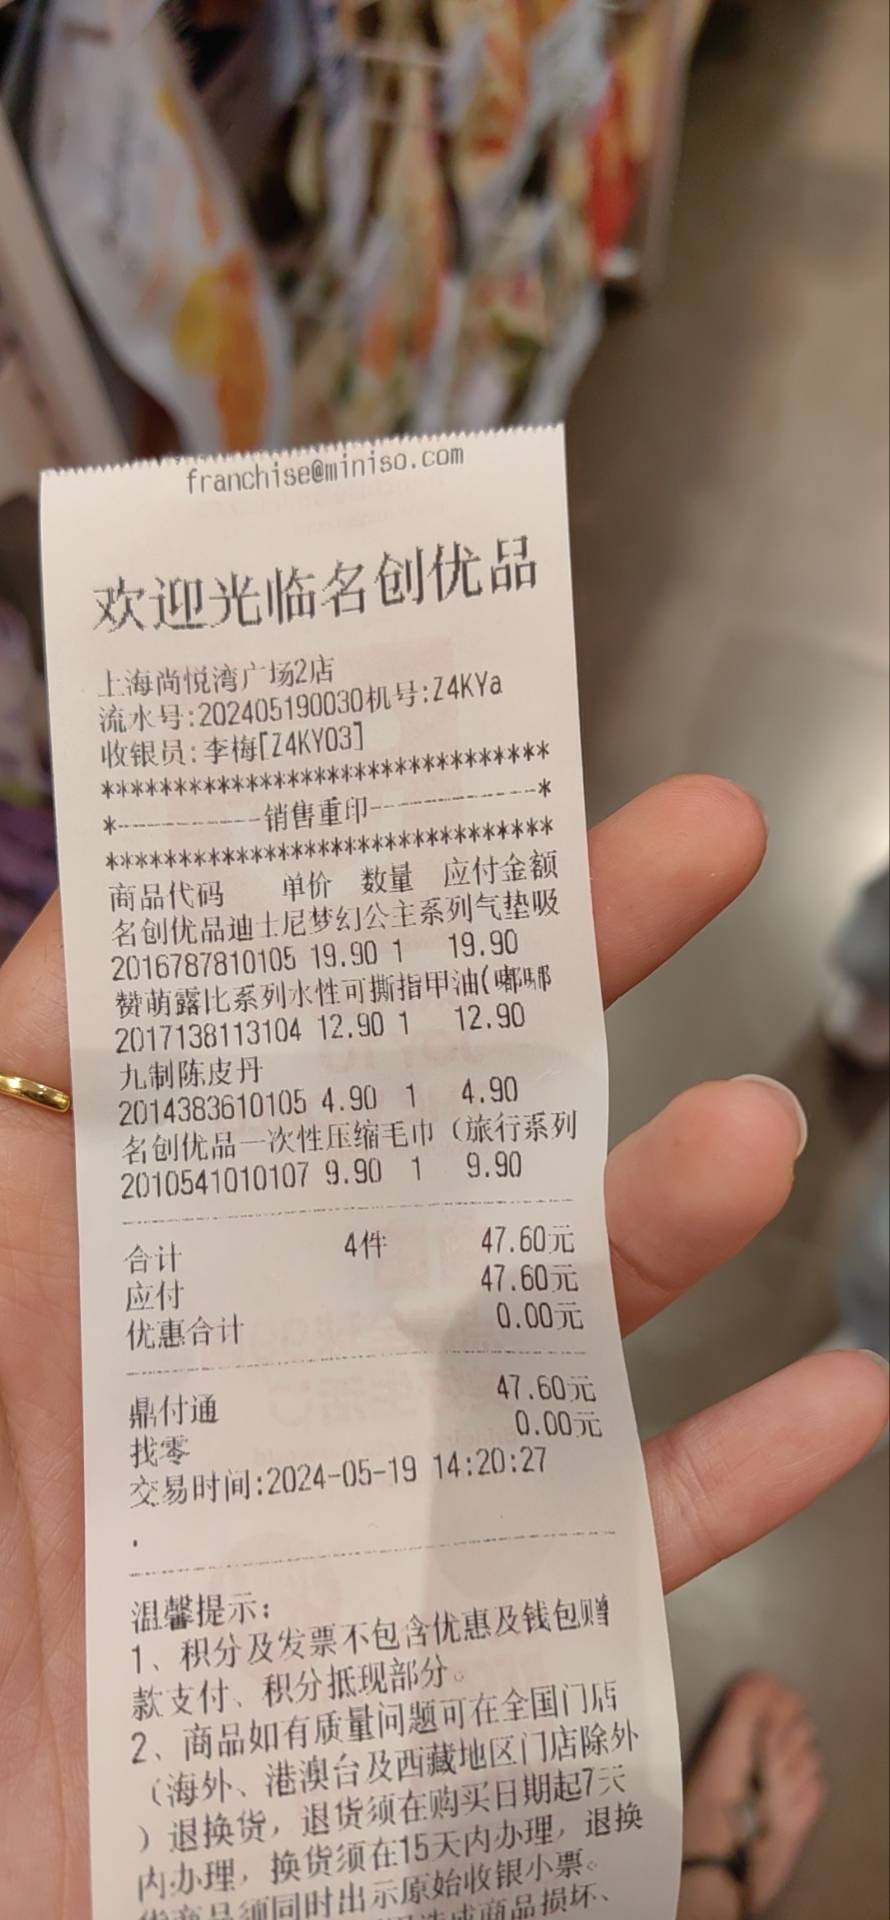 franchise@miniso.com
欢迎光临名创优品
上海尚悦湾广场2店
流水号:202405190030机号:Z4KYa
收银员:李梅[Z4KY03]
*******************************
*------------销售重印--------------*
*******************************
商品代码 单价 数量 应付金额
名创优品迪士尼梦幻公主系列气垫吸
2016787810105 19.90 1 19.90
赞萌露比系列水性可撕指甲油(嘟嘟
2017138113104 12.90 1 12.90
九制陈皮丹
2014383610105 4.90 1 4.90
名创优品一次性压缩毛巾（旅行系列
2010541010107 9.90 1 9.90
合计 4件 47.60元
应付 47.60元
优惠合计 0.00元
鼎付通 47.60元
找零 0.00元
交易时间:2024-05-19 14:20:27
.
温馨提示:
1、积分及发票不包含优惠及钱包赠
款支付、积分抵现部分。
2、商品如有质量问题可在全国门店
（海外、港澳台及西藏地区门店除外
）退换货，退货须在购买日期起7天
内办理，换货须在15天内办理，退换
货商品须同时出示原始收银小票。
造成商品损坏、